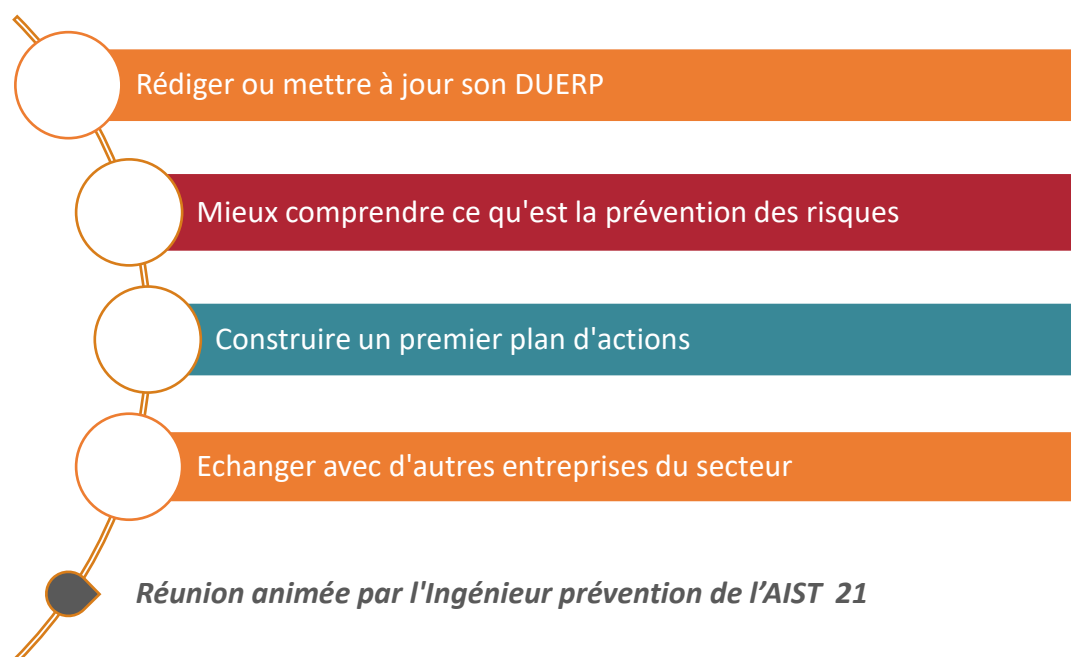 Rédiger ou mettre à jour son DUERP
Mieux comprendre ce qu'est la prévention des risques
Construire un premier plan d'actions
Echanger avec d'autres entreprises du secteur
Réunion animée par l'Ingénieur prévention de l’AIST 21